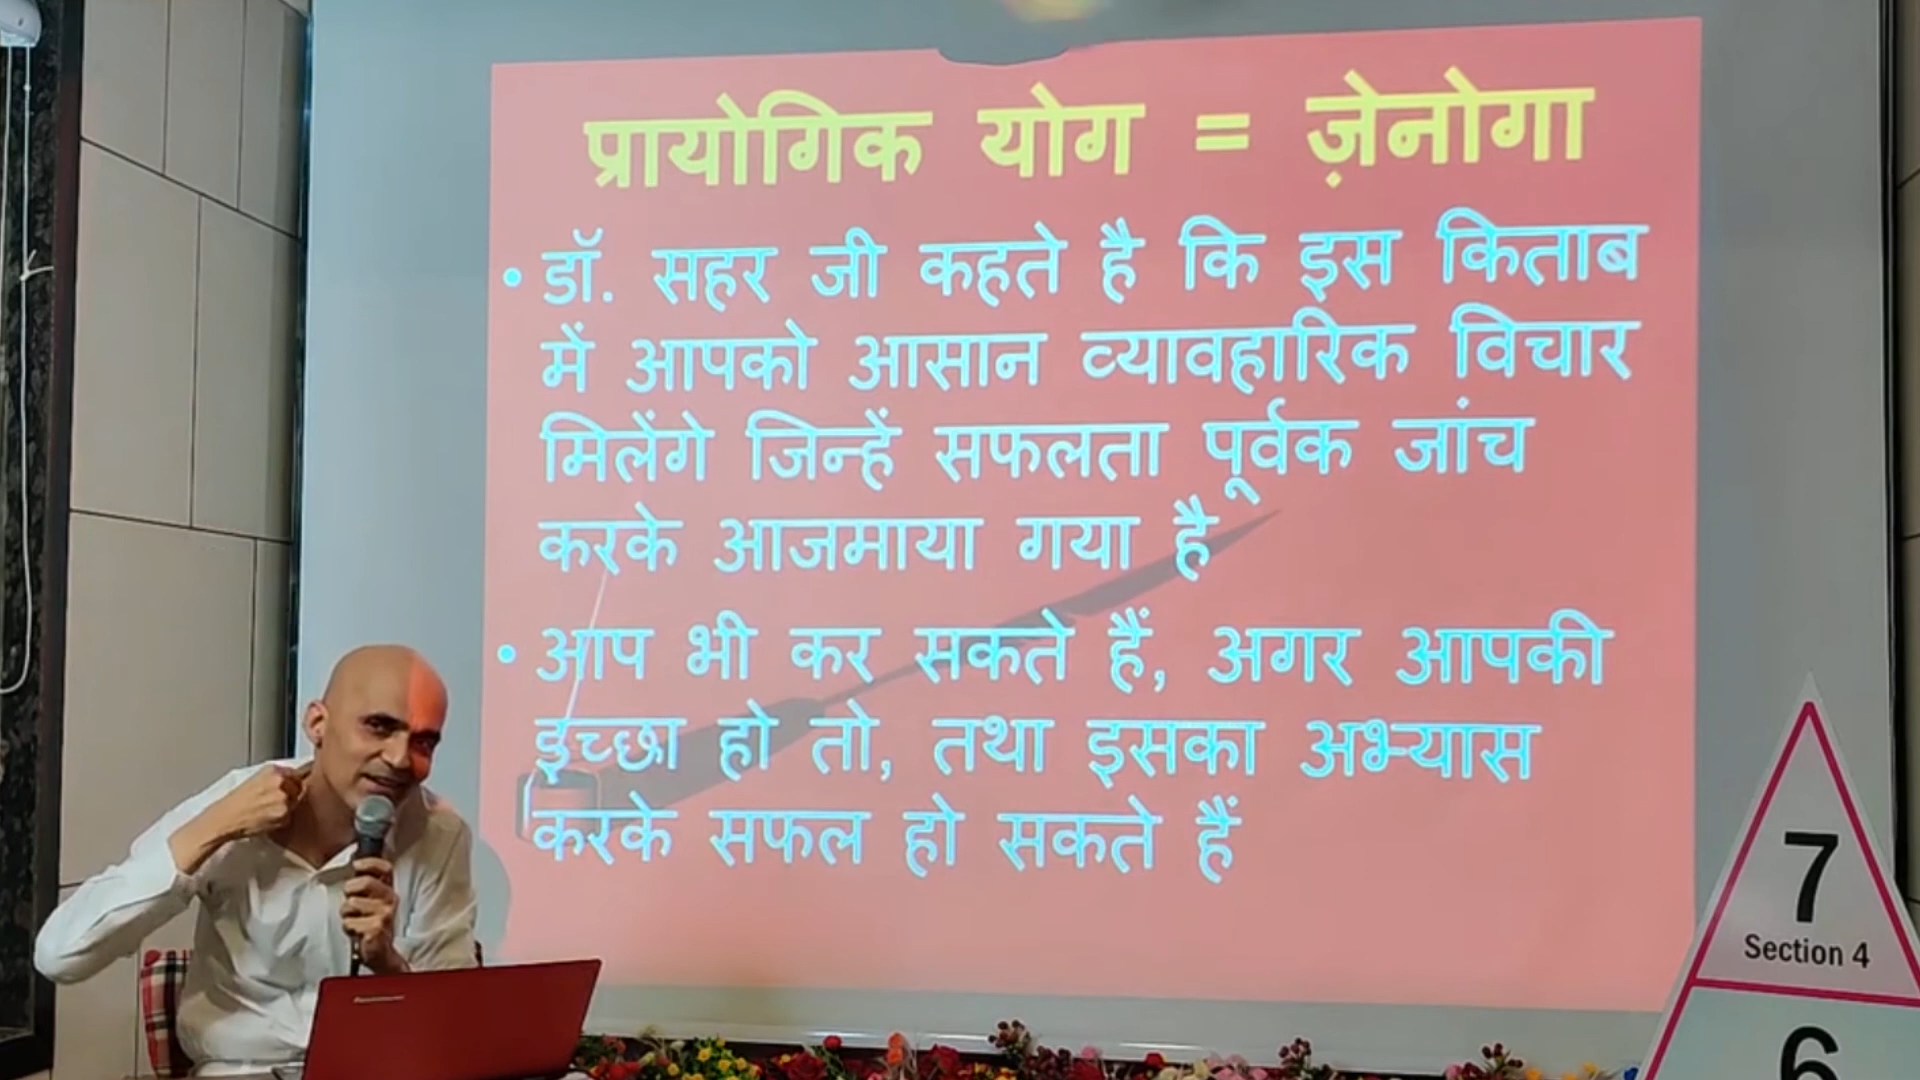 प्रायोगिक योग = ज़ेनोगा
• डॉ. सहर जी कहते है कि इस किताब
में आपको आसान व्यावहारिक विचार
मिलेंगे जिन्हें सफलता पूर्वक जांच
करके आजमाया गया है
• आप भी कर सकते हैं, अगर आपकी
इच्छा हो तो, तथा इसका अभ्यास
करके सफल हो सकते हैं
7
Section 4
6